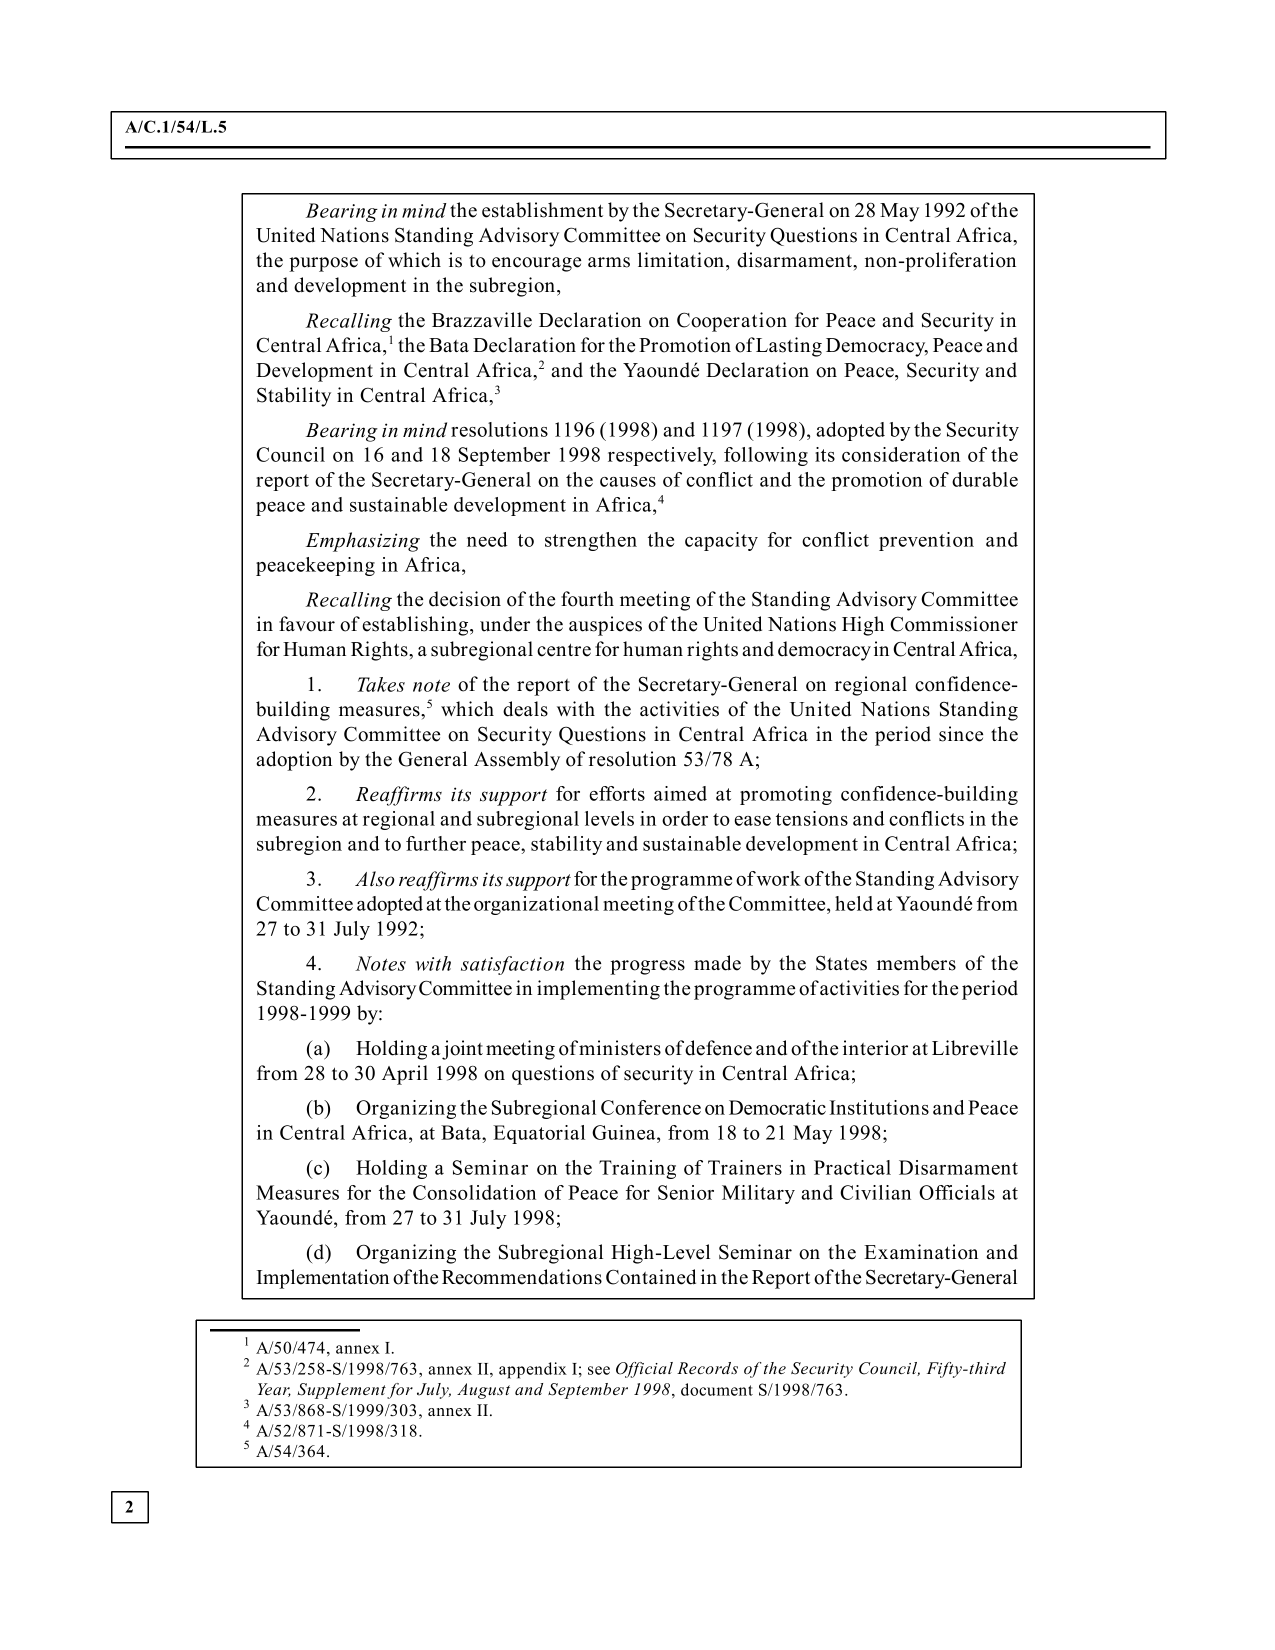 A/C.1/54/L.5
Bearing in mind the establishment by the Secretary-General on 28 May 1992 of the
United Nations Standing Advisory Committee on Security Questions in Central Africa,
the purpose of which is to encourage arms limitation, disarmament, non-proliferation
and development in the subregion,
Recalling the Brazzaville Declaration on Cooperation for Peace and Security in
Central Africa,¹ the Bata Declaration for the Promotion of Lasting Democracy, Peace and
Development in Central Africa,² and the Yaoundé Declaration on Peace, Security and
Stability in Central Africa,³
Bearing in mind resolutions 1196 (1998) and 1197 (1998), adopted by the Security
Council on 16 and 18 September 1998 respectively, following its consideration of the
report of the Secretary-General on the causes of conflict and the promotion of durable
peace and sustainable development in Africa,⁴
Emphasizing the need to strengthen the capacity for conflict prevention and
peacekeeping in Africa,
Recalling the decision of the fourth meeting of the Standing Advisory Committee
in favour of establishing, under the auspices of the United Nations High Commissioner
for Human Rights, a subregional centre for human rights and democracy in Central Africa,
1. Takes note of the report of the Secretary-General on regional confidence-
building measures,⁵ which deals with the activities of the United Nations Standing
Advisory Committee on Security Questions in Central Africa in the period since the
adoption by the General Assembly of resolution 53/78 A;
2. Reaffirms its support for efforts aimed at promoting confidence-building
measures at regional and subregional levels in order to ease tensions and conflicts in the
subregion and to further peace, stability and sustainable development in Central Africa;
3. Also reaffirms its support for the programme of work of the Standing Advisory
Committee adopted at the organizational meeting of the Committee, held at Yaoundé from
27 to 31 July 1992;
4. Notes with satisfaction the progress made by the States members of the
Standing Advisory Committee in implementing the programme of activities for the period
1998-1999 by:
(a) Holding a joint meeting of ministers of defence and of the interior at Libreville
from 28 to 30 April 1998 on questions of security in Central Africa;
(b) Organizing the Subregional Conference on Democratic Institutions and Peace
in Central Africa, at Bata, Equatorial Guinea, from 18 to 21 May 1998;
(c) Holding a Seminar on the Training of Trainers in Practical Disarmament
Measures for the Consolidation of Peace for Senior Military and Civilian Officials at
Yaoundé, from 27 to 31 July 1998;
(d) Organizing the Subregional High-Level Seminar on the Examination and
Implementation of the Recommendations Contained in the Report of the Secretary-General
¹ A/50/474, annex I.
² A/53/258-S/1998/763, annex II, appendix I; see Official Records of the Security Council, Fifty-third
Year, Supplement for July, August and September 1998, document S/1998/763.
³ A/53/868-S/1999/303, annex II.
⁴ A/52/871-S/1998/318.
⁵ A/54/364.
2